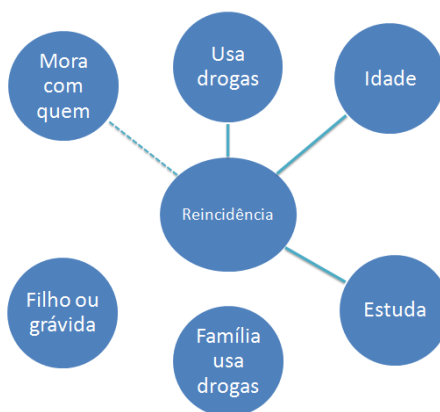 Mora
com
quem
Usa
drogas
Idade
Reincidência
Filho ou
grávida
Família
usa
drogas
Estuda